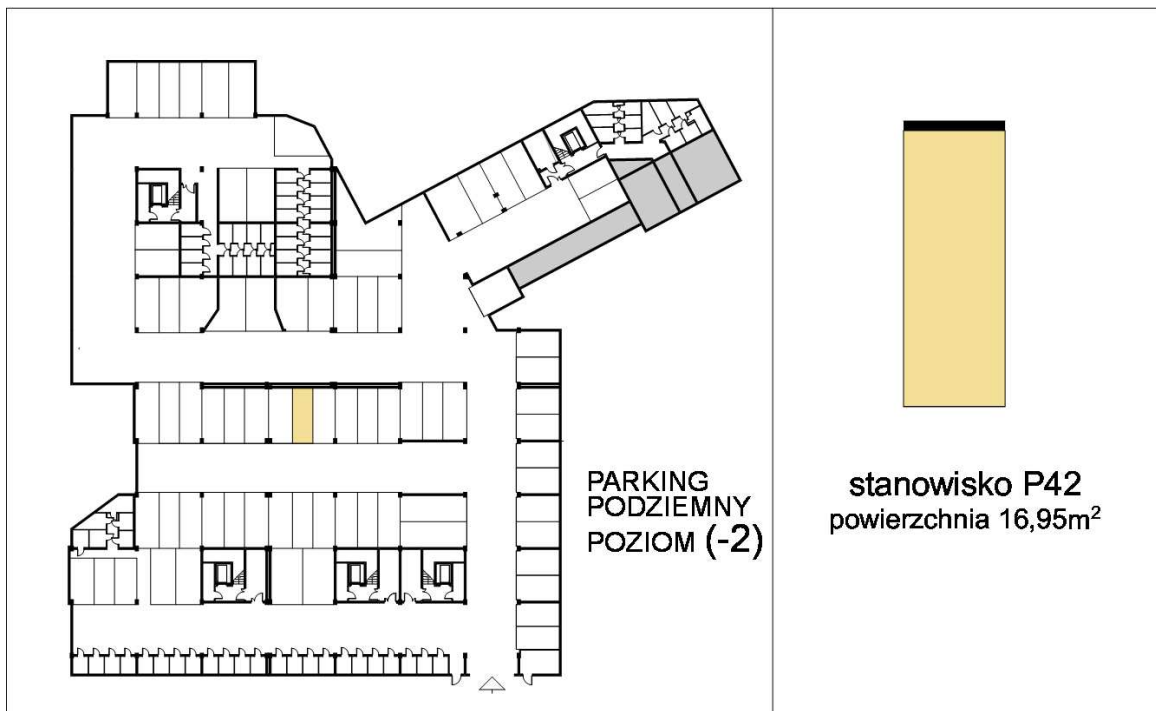 PARKING
PODZIEMNY
POZIOM (-2)
stanowisko P42
powierzchnia 16,95m²